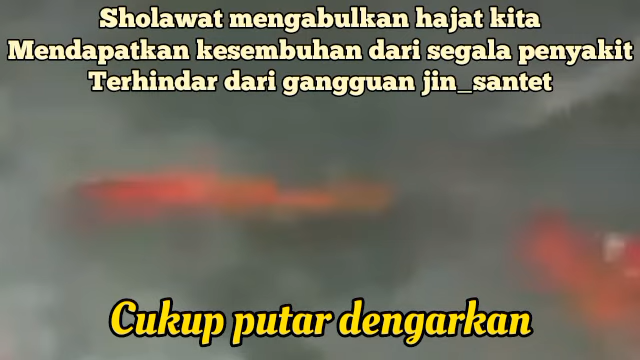 Sholawat mengabulkan hajat kita
Mendapatkan kesembuhan dari segala penyakit
Terhindar dari gangguan jin_santet
Cukup putar dengarkan